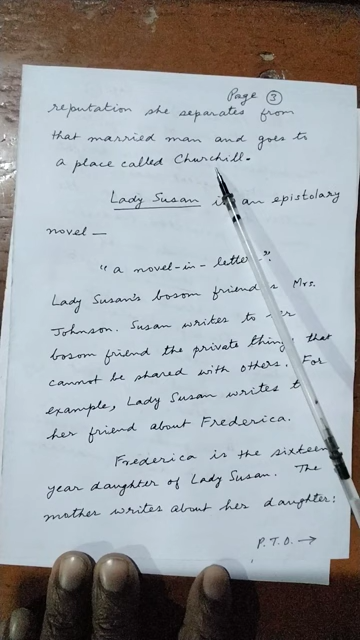 Page ③
reputation she separates from
that married man and goes to
a place called Churchill.
Lady Susan is an epistolary
novel —
"a novel-in-letters".
Lady Susan's bosom friend is Mrs.
Johnson. Susan writes to her
bosom friend the private things that
cannot be shared with others. For
example, Lady Susan writes to
her friend about Frederica.
Frederica is the sixteen
year daughter of Lady Susan. The
mother writes about her daughter:
P.T.O. →